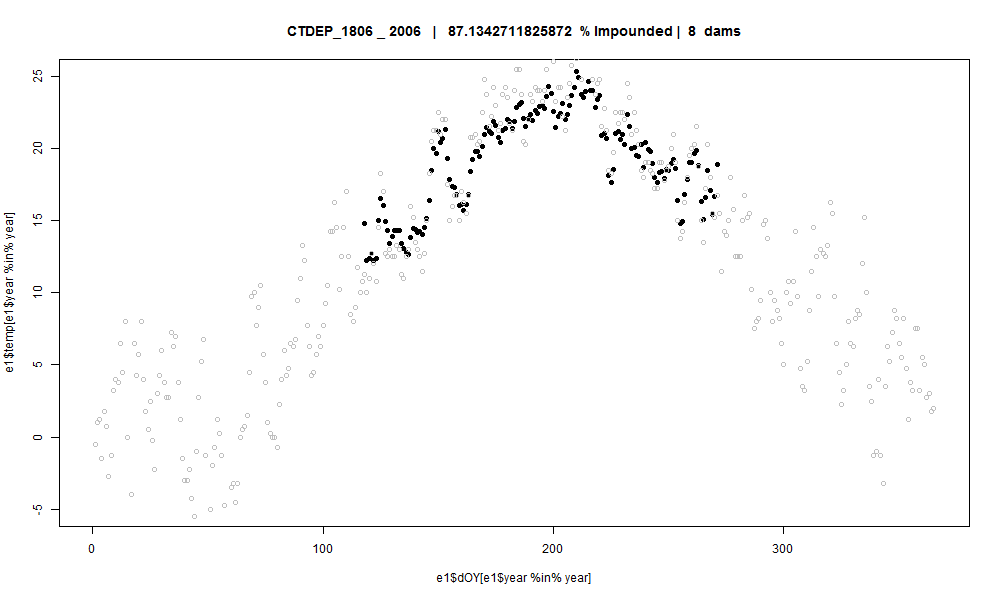 CTDEP_1806 _ 2006 | 87.1342711825872 % Impounded | 8 dams
e1$temp[e1$year %in% year]
25
20
15
10
5
0
-5
0 100 200 300
e1$dOY[e1$year %in% year]